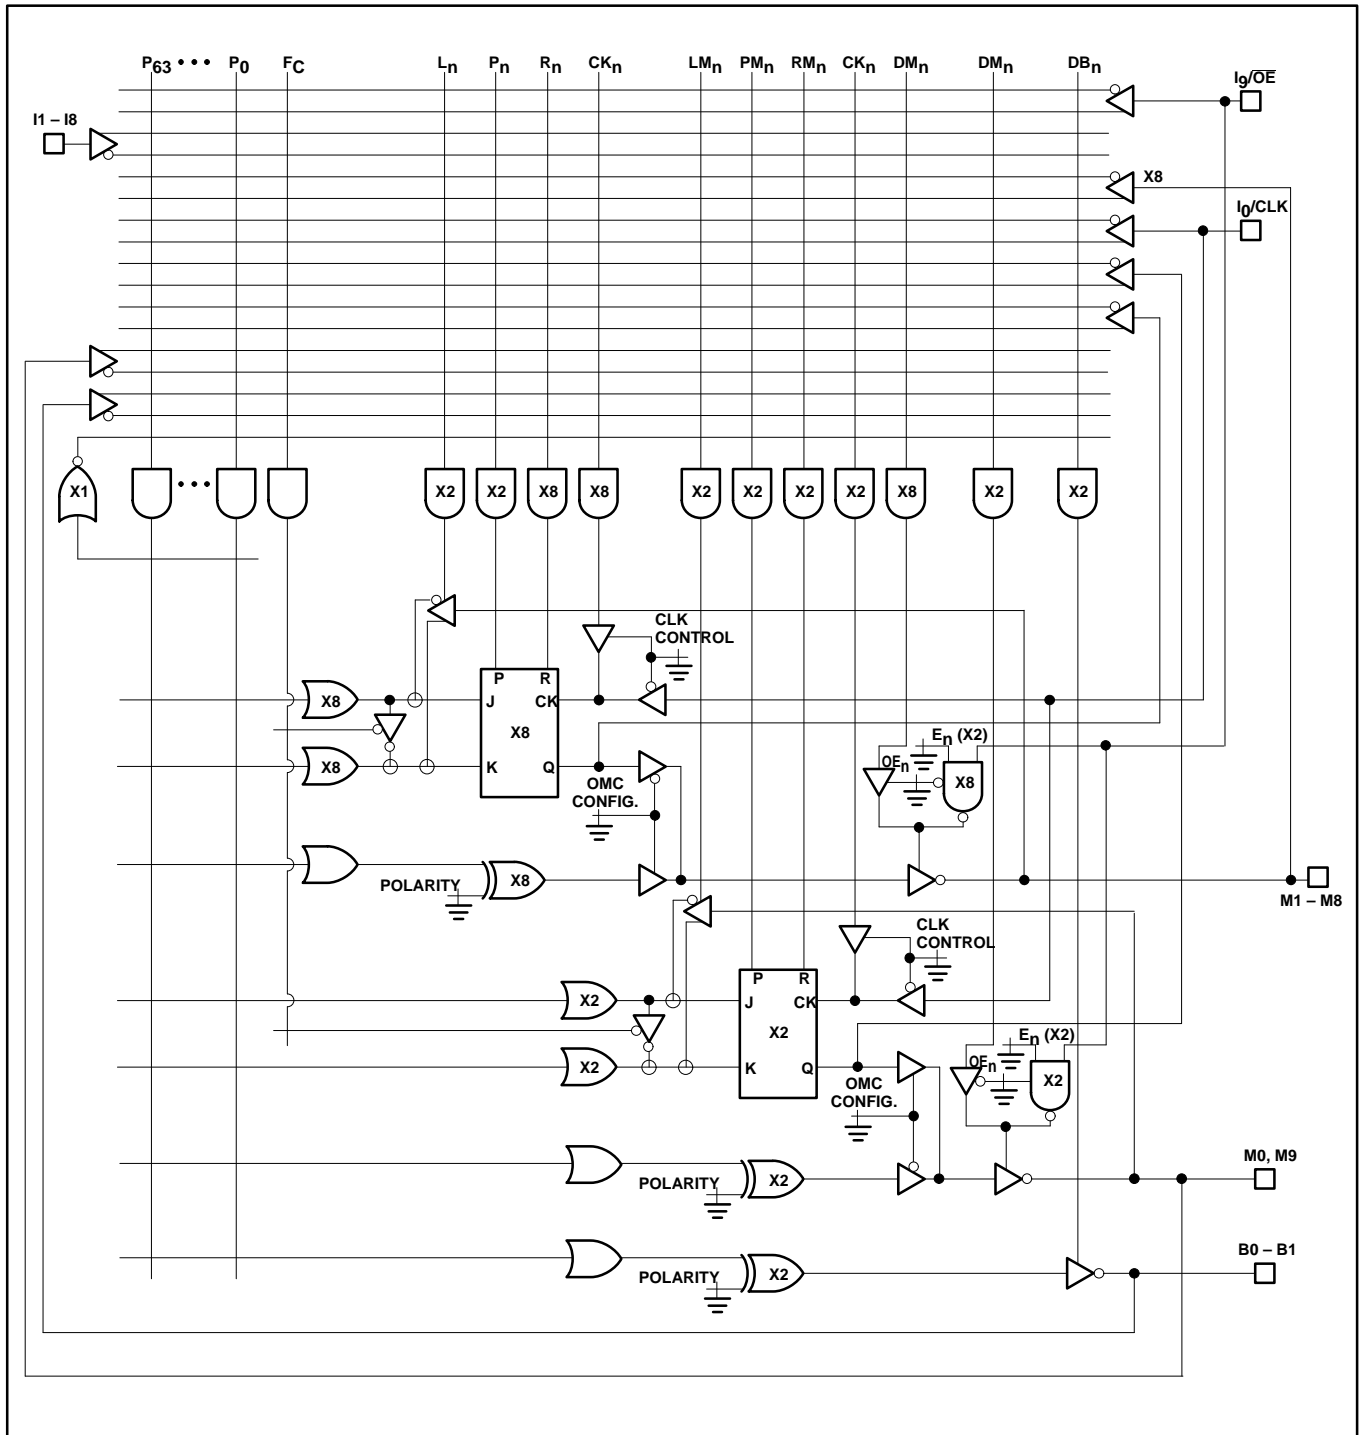 P63 • • • P0 FC Ln Pn Rn CKn LMn PMn RMn CKn DMn DMn DBn
I9/OE
I1 – I8
X8
I0/CLK
X1 X2 X2 X8 X8 X2 X2 X2 X2 X8 X2 X2
CLK
CONTROL
P R
X8 J CK
X8
En (X2)
OEn
X8 K Q
X8
OMC
CONFIG.
POLARITY X8
M1 – M8
CLK
CONTROL
P R
X2 J CK
X2
En (X2)
OEn
X2 K Q
X2
OMC
CONFIG.
M0, M9
POLARITY X2
B0 – B1
POLARITY X2